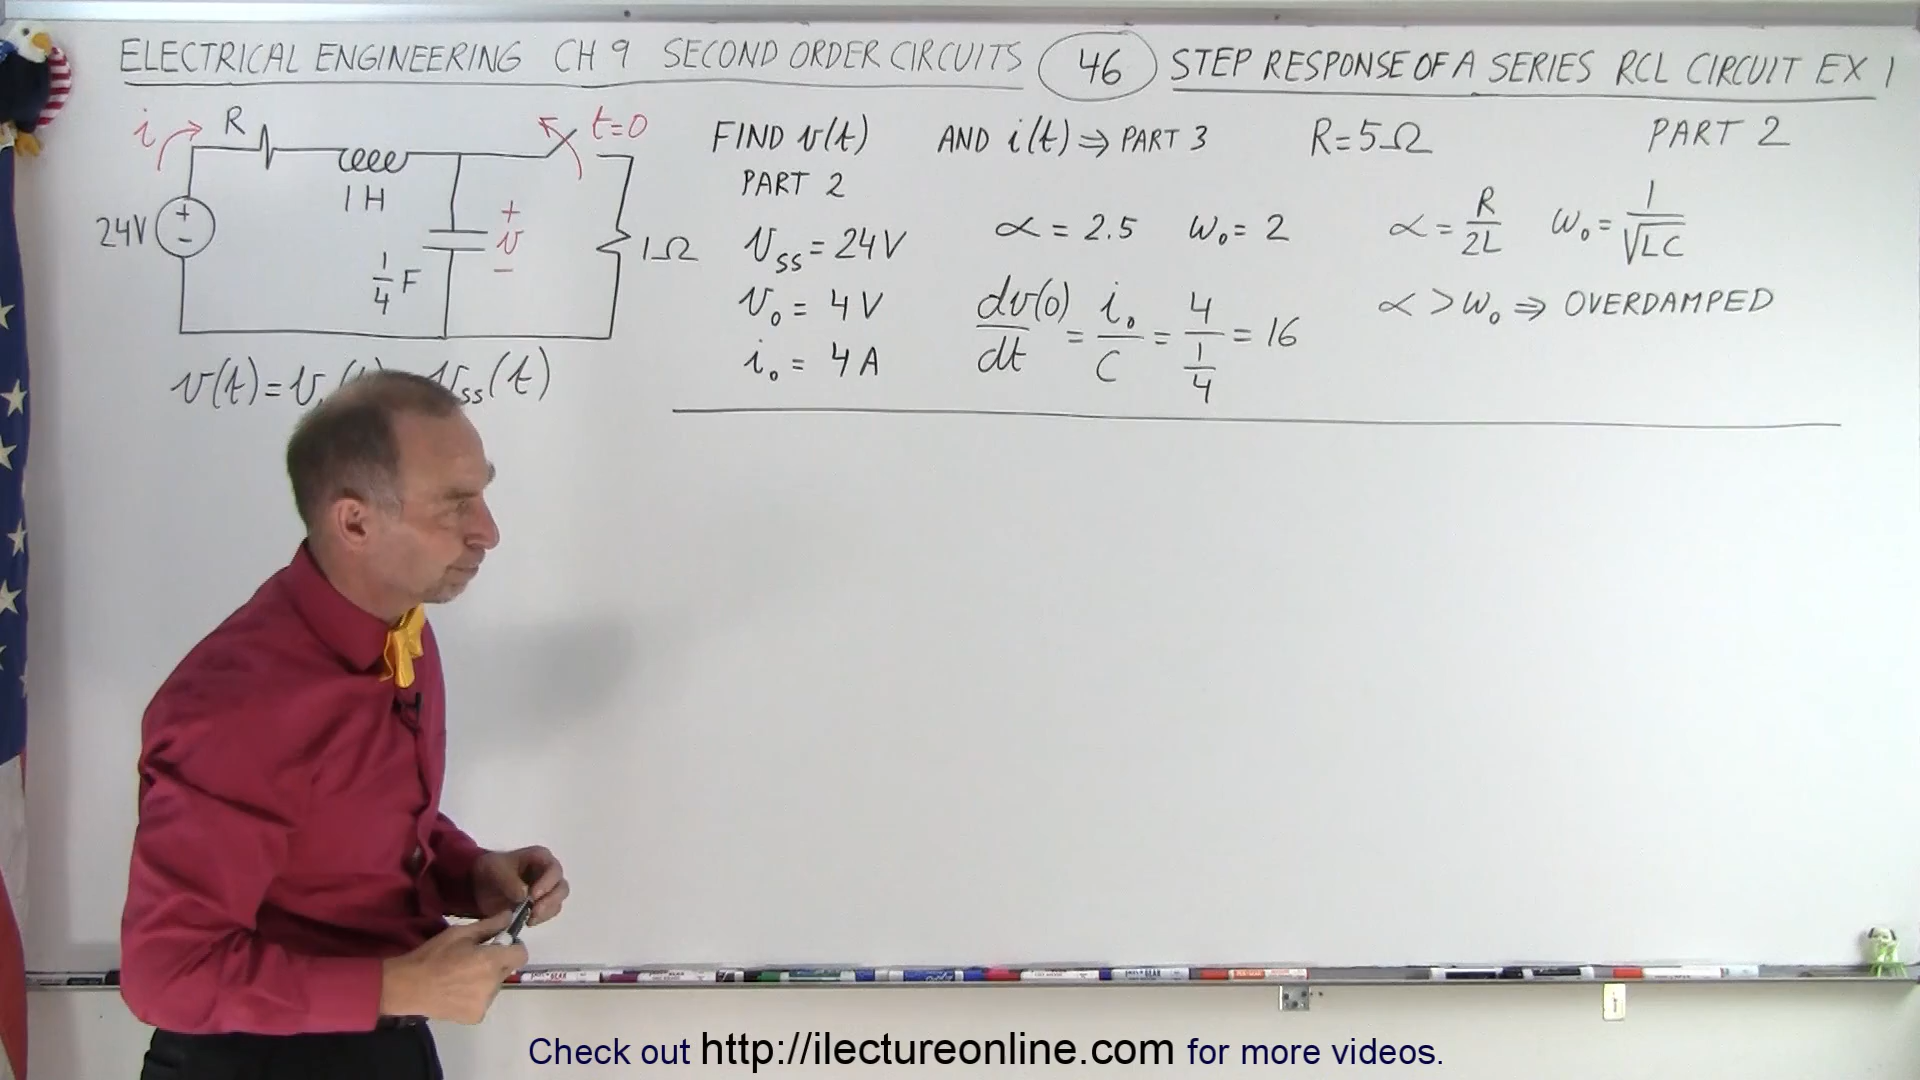 ELECTRICAL ENGINEERING CH 9 SECOND ORDER CIRCUITS 46 STEP RESPONSE OF A SERIES RCL CIRCUIT EX 1
i R t=0 FIND v(t) AND i(t) ⇒ PART 3 R=5Ω PART 2
PART 2
1H
24V + - + v - 1Ω
1/4 F
v_ss = 24V α = 2.5 ω₀ = 2 α = R/2L ω₀ = 1/√LC
v₀ = 4V dv(0)/dt = i₀/C = 4/(1/4) = 16 α > ω₀ ⇒ OVERDAMPED
i₀ = 4A
v(t)=v v_ss(t)
Check out http://ilectureonline.com for more videos.